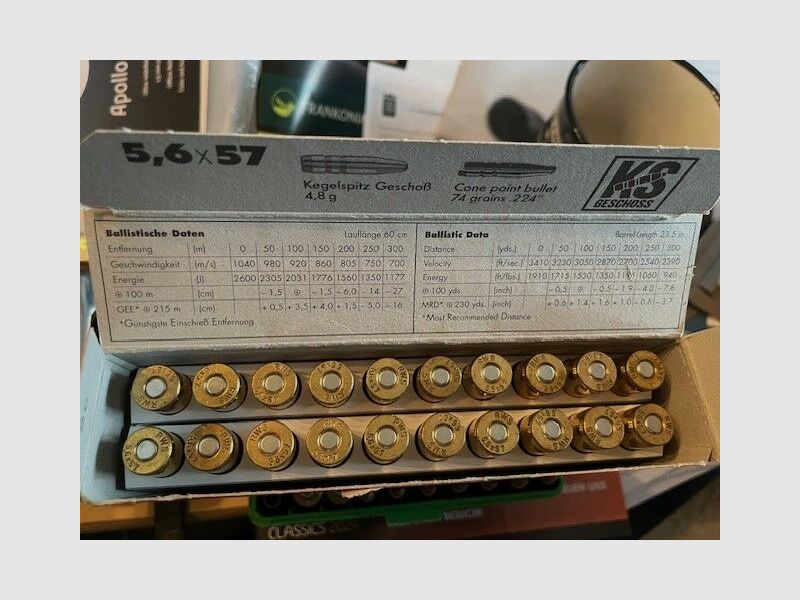 Apollo
RANKONI
5,6x57
Kegelspitz Geschoß
4,8 g
Cone point bullet
74 grains .224"
KS
GESCHOSS
Ballistische Daten Lauflänge 60 cm
Entfernung (m) 0 50 100 150 200 250 300
Geschwindigkeit (m/s) 1040 980 920 860 805 750 700
Energie (J) 2600 2305 2031 1776 1560 1350 1177
⊕ 100 m (cm) -1,5 ⊕ -1,5 -6,0 -14 -27
GEE* ⊕ 215 m (cm) +0,5 +3,5 +4,0 +1,5 -5,0 -16
*Günstigste Einschieß Entfernung
Ballistic Data Barrel-Length 23.5 in
Distance (yds.) 0 50 100 150 200 250 300
Velocity (ft/sec.) 3410 3230 3050 2870 2700 2540 2390
Energy (ft/lbs.) 1910 1715 1530 1350 1060 940
⊕ 100 yds. (inch) -0.5 ⊕ -0.5 -1.9 -4.0 -7.8
MRD* ⊕ 230 yds. (inch) +0.6 +1.4 +1.6 +1.0 -0.6 -3.7
*Most Recommended Distance
RWS
RWS
RWS
RWS
CLASSICS